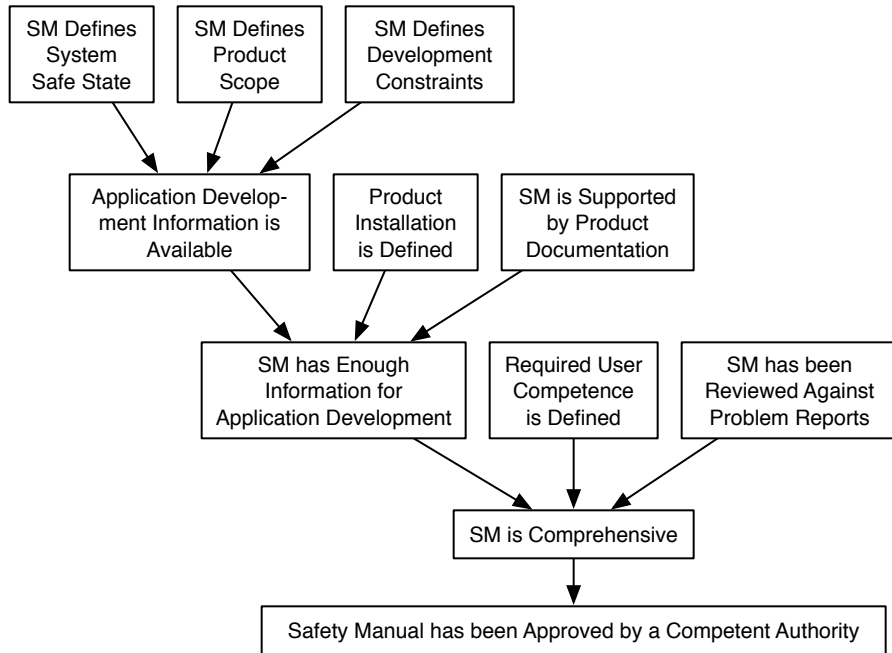 SM Defines
System
Safe State
SM Defines
Product
Scope
SM Defines
Development
Constraints
Application Develop-
ment Information is
Available
Product
Installation
is Defined
SM is Supported
by Product
Documentation
SM has Enough
Information for
Application Development
Required User
Competence
is Defined
SM has been
Reviewed Against
Problem Reports
SM is Comprehensive
Safety Manual has been Approved by a Competent Authority